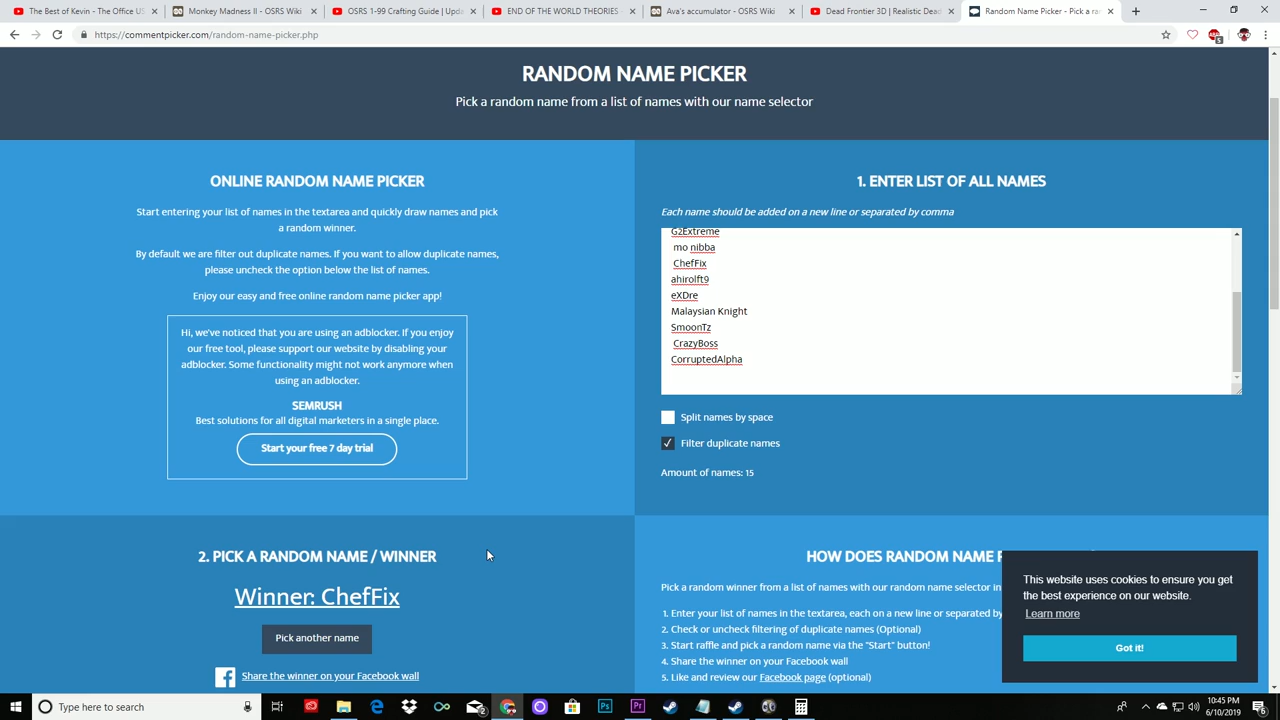 The Best of Kevin - The Office US
Monkey Madness II - OSRS Wiki
OSRS 1-99 Crafting Guide | Upda
END OF THE WORLD THEORIES -
Ava's accumulator - OSRS Wiki
Dead Frontier 3D | Realistic Dead
Random Name Picker - Pick a ra
https://commentpicker.com/random-name-picker.php
RANDOM NAME PICKER
Pick a random name from a list of names with our name selector
ONLINE RANDOM NAME PICKER
Start entering your list of names in the textarea and quickly draw names and pick
a random winner.
By default we are filter out duplicate names. If you want to allow duplicate names,
please uncheck the option below the list of names.
Enjoy our easy and free online random name picker app!
Hi, we've noticed that you are using an adblocker. If you enjoy
our free tool, please support our website by disabling your
adblocker. Some functionality might not work anymore when
using an adblocker.
SEMRUSH
Best solutions for all digital marketers in a single place.
Start your free 7 day trial
1. ENTER LIST OF ALL NAMES
Each name should be added on a new line or separated by comma
G2Extreme
mo nibba
ChefFix
ahirolft9
eXDre
Malaysian Knight
SmoonTz
CrazyBoss
CorruptedAlpha
Split names by space
Filter duplicate names
Amount of names: 15
2. PICK A RANDOM NAME / WINNER
Winner: ChefFix
Pick another name
Share the winner on your Facebook wall
HOW DOES RANDOM NAME
Pick a random winner from a list of names with our random name selector in
1. Enter your list of names in the textarea, each on a new line or separated by
2. Check or uncheck filtering of duplicate names (Optional)
3. Start raffle and pick a random name via the "Start" button!
4. Share the winner on your Facebook wall
5. Like and review our Facebook page (optional)
This website uses cookies to ensure you get
the best experience on our website.
Learn more
Got it!
Type here to search
10:45 PM
6/10/2019